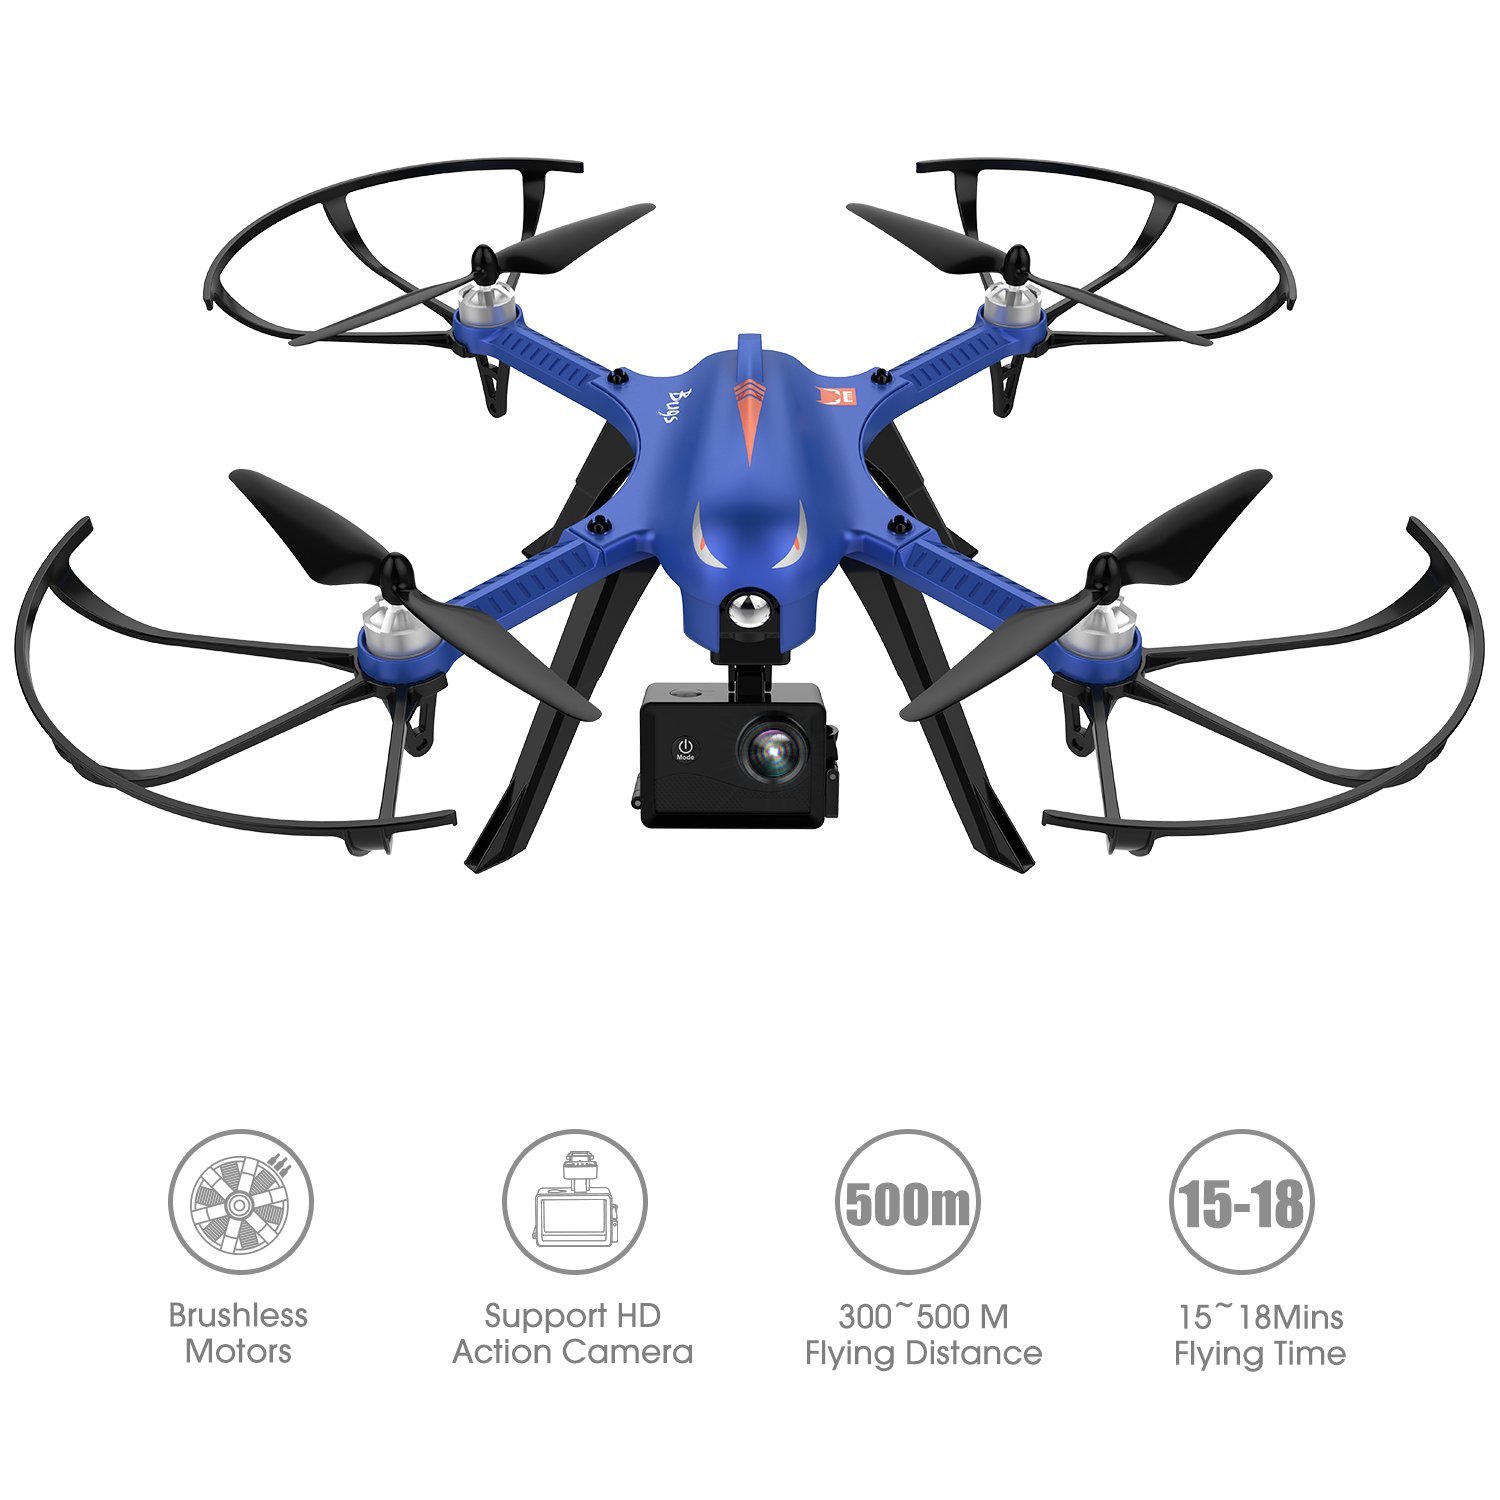 Bugs
Mode
500m
15-18
Brushless
Motors
Support HD
Action Camera
300~500 M
Flying Distance
15~18Mins
Flying Time